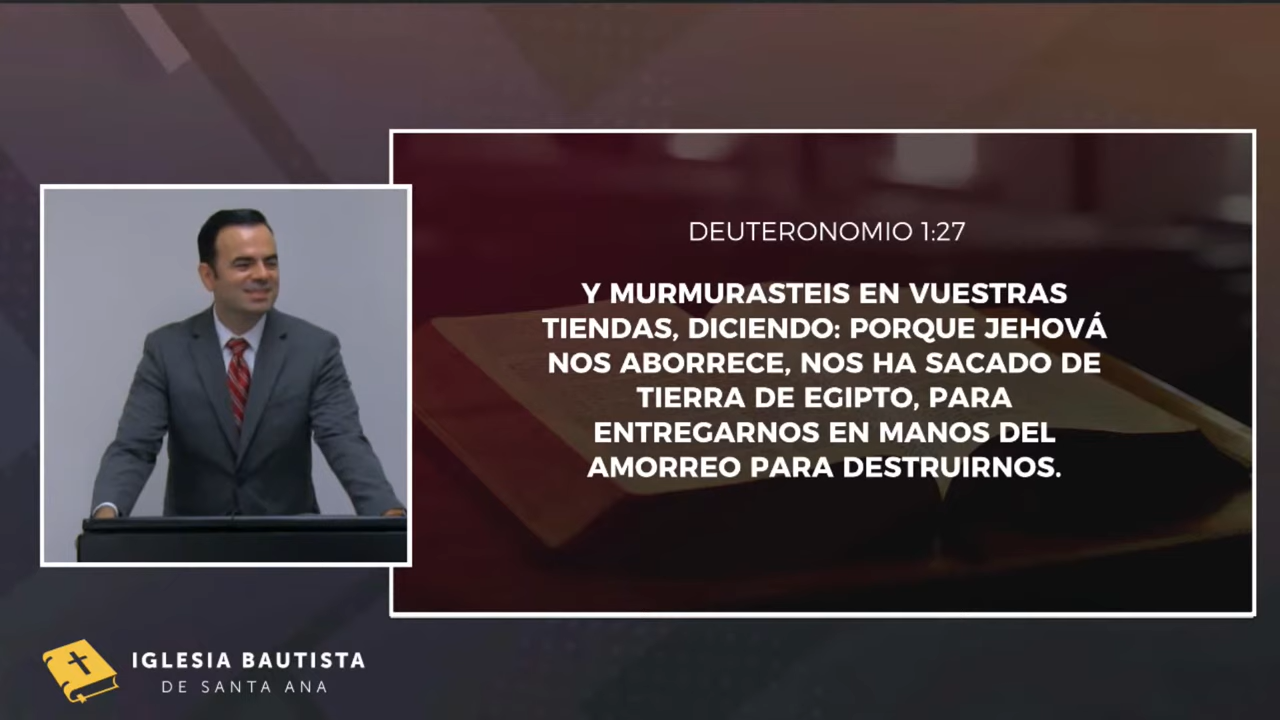 DEUTERONOMIO 1:27
Y MURMURASTEIS EN VUESTRAS
TIENDAS, DICIENDO: PORQUE JEHOVÁ
NOS ABORRECE, NOS HA SACADO DE
TIERRA DE EGIPTO, PARA
ENTREGARNOS EN MANOS DEL
AMORREO PARA DESTRUIRNOS.
IGLESIA BAUTISTA
DE SANTA ANA